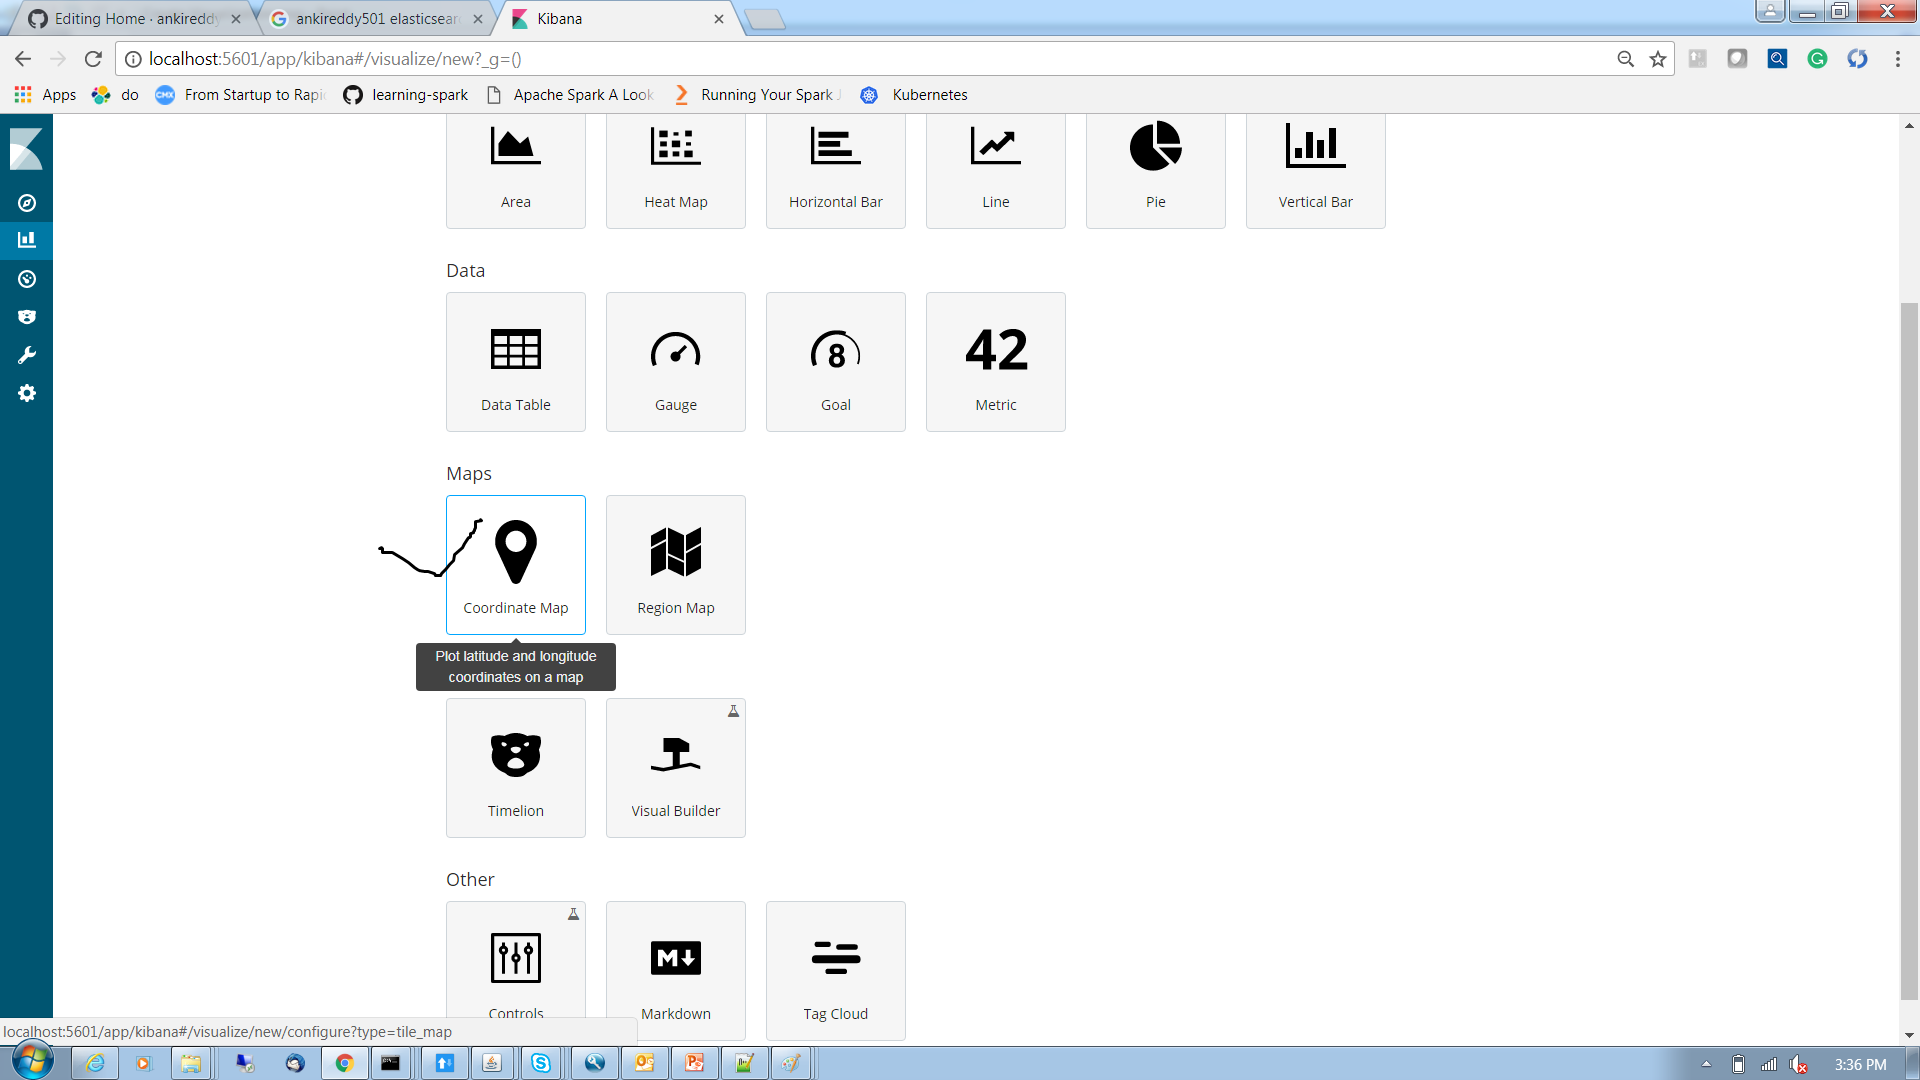 Editing Home · ankireddy
ankireddy501 elasticsear
Kibana
localhost:5601/app/kibana#/visualize/new?_g=()
Apps
do
CMX
From Startup to Rapi
learning-spark
Apache Spark A Look
Running Your Spark J
Kubernetes
Area
Heat Map
Horizontal Bar
Line
Pie
Vertical Bar
Data
8
42
Data Table
Gauge
Goal
Metric
Maps
Coordinate Map
Region Map
Plot latitude and longitude
coordinates on a map
Timelion
Visual Builder
Other
M
Controls
Markdown
Tag Cloud
localhost:5601/app/kibana#/visualize/new/configure?type=tile_map
3:36 PM